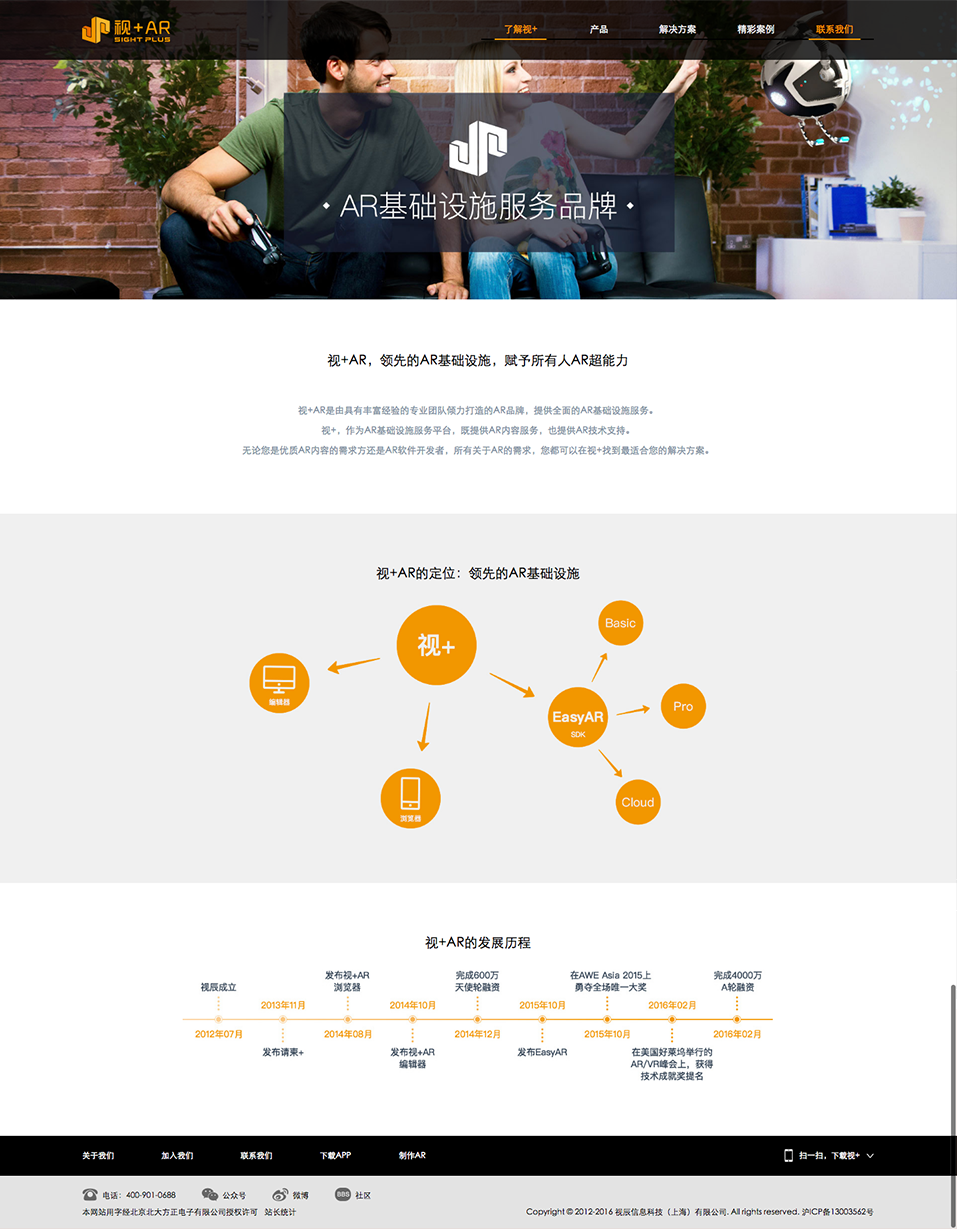 视+AR
SIGHT PLUS
了解视+
产品
解决方案
精彩案例
联系我们
AR基础设施服务品牌
视+AR，领先的AR基础设施，赋予所有人AR超能力
视+AR是由具有丰富经验的专业团队倾力打造的AR品牌，提供全面的AR基础设施服务。
视+，作为AR基础设施服务平台，既提供AR内容服务，也提供AR技术支持。
无论您是优质AR内容的需求方还是AR软件开发者，所有关于AR的需求，您都可以在视+找到最适合您的解决方案。
视+AR的定位：领先的AR基础设施
视+
编辑器
浏览器
EasyAR
SDK
Basic
Pro
Cloud
视+AR的发展历程
视辰成立
2012年07月
2013年11月
发布请柬+
发布视+AR
浏览器
2014年08月
2014年10月
发布视+AR
编辑器
完成600万
天使轮融资
2014年12月
2015年10月
发布EasyAR
在AWE Asia 2015上
勇夺全场唯一大奖
2015年10月
2016年02月
在美国好莱坞举行的
AR/VR峰会上，获得
技术成就奖提名
完成4000万
A轮融资
2016年02月
关于我们
加入我们
联系我们
下载APP
制作AR
扫一扫，下载视+
电话：400-901-0688
公众号
微博
BBS 社区
本网站用字经北京北大方正电子有限公司授权许可 站长统计
Copyright © 2012-2016 视辰信息科技（上海）有限公司. All rights reserved. 沪ICP备13003562号